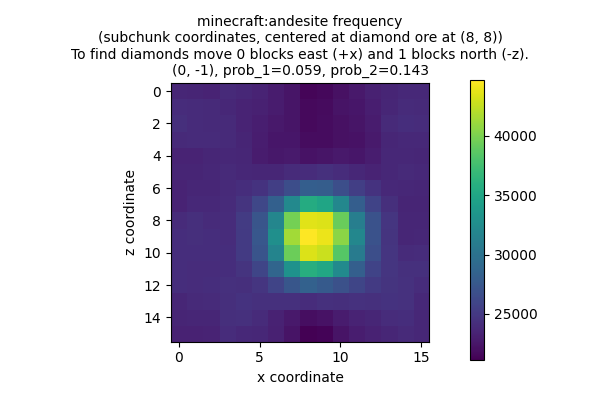 minecraft:andesite frequency
(subchunk coordinates, centered at diamond ore at (8, 8))
To find diamonds move 0 blocks east (+x) and 1 blocks north (-z).
(0, -1), prob_1=0.059, prob_2=0.143
0
2
4
6
8
10
12
14
z coordinate
0
5
10
15
x coordinate
40000
35000
30000
25000